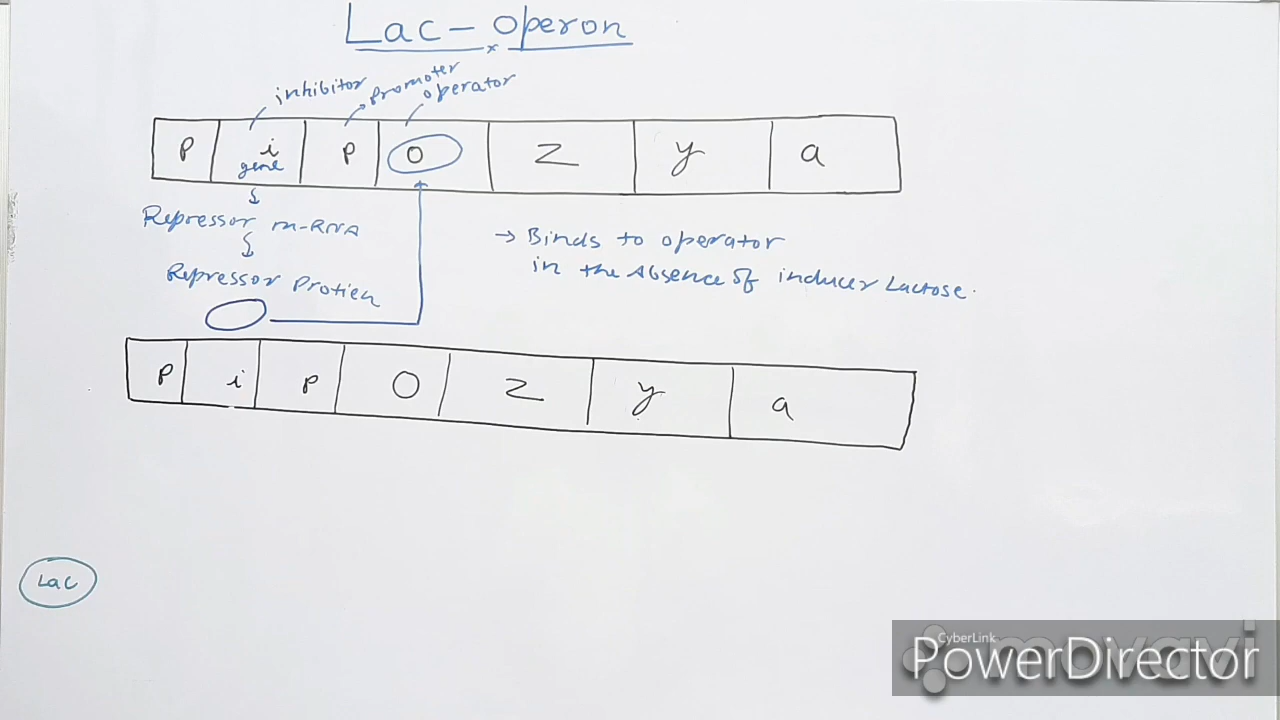 Lac - Operon
inhibitor
promoter
operator
P i p o z y a
gene
Repressor m-RNA
Repressor Protien
→ Binds to operator
in the Absence of inducer Lactose.
P i p O z y a
Lac
CyberLink
PowerDirector
movavi